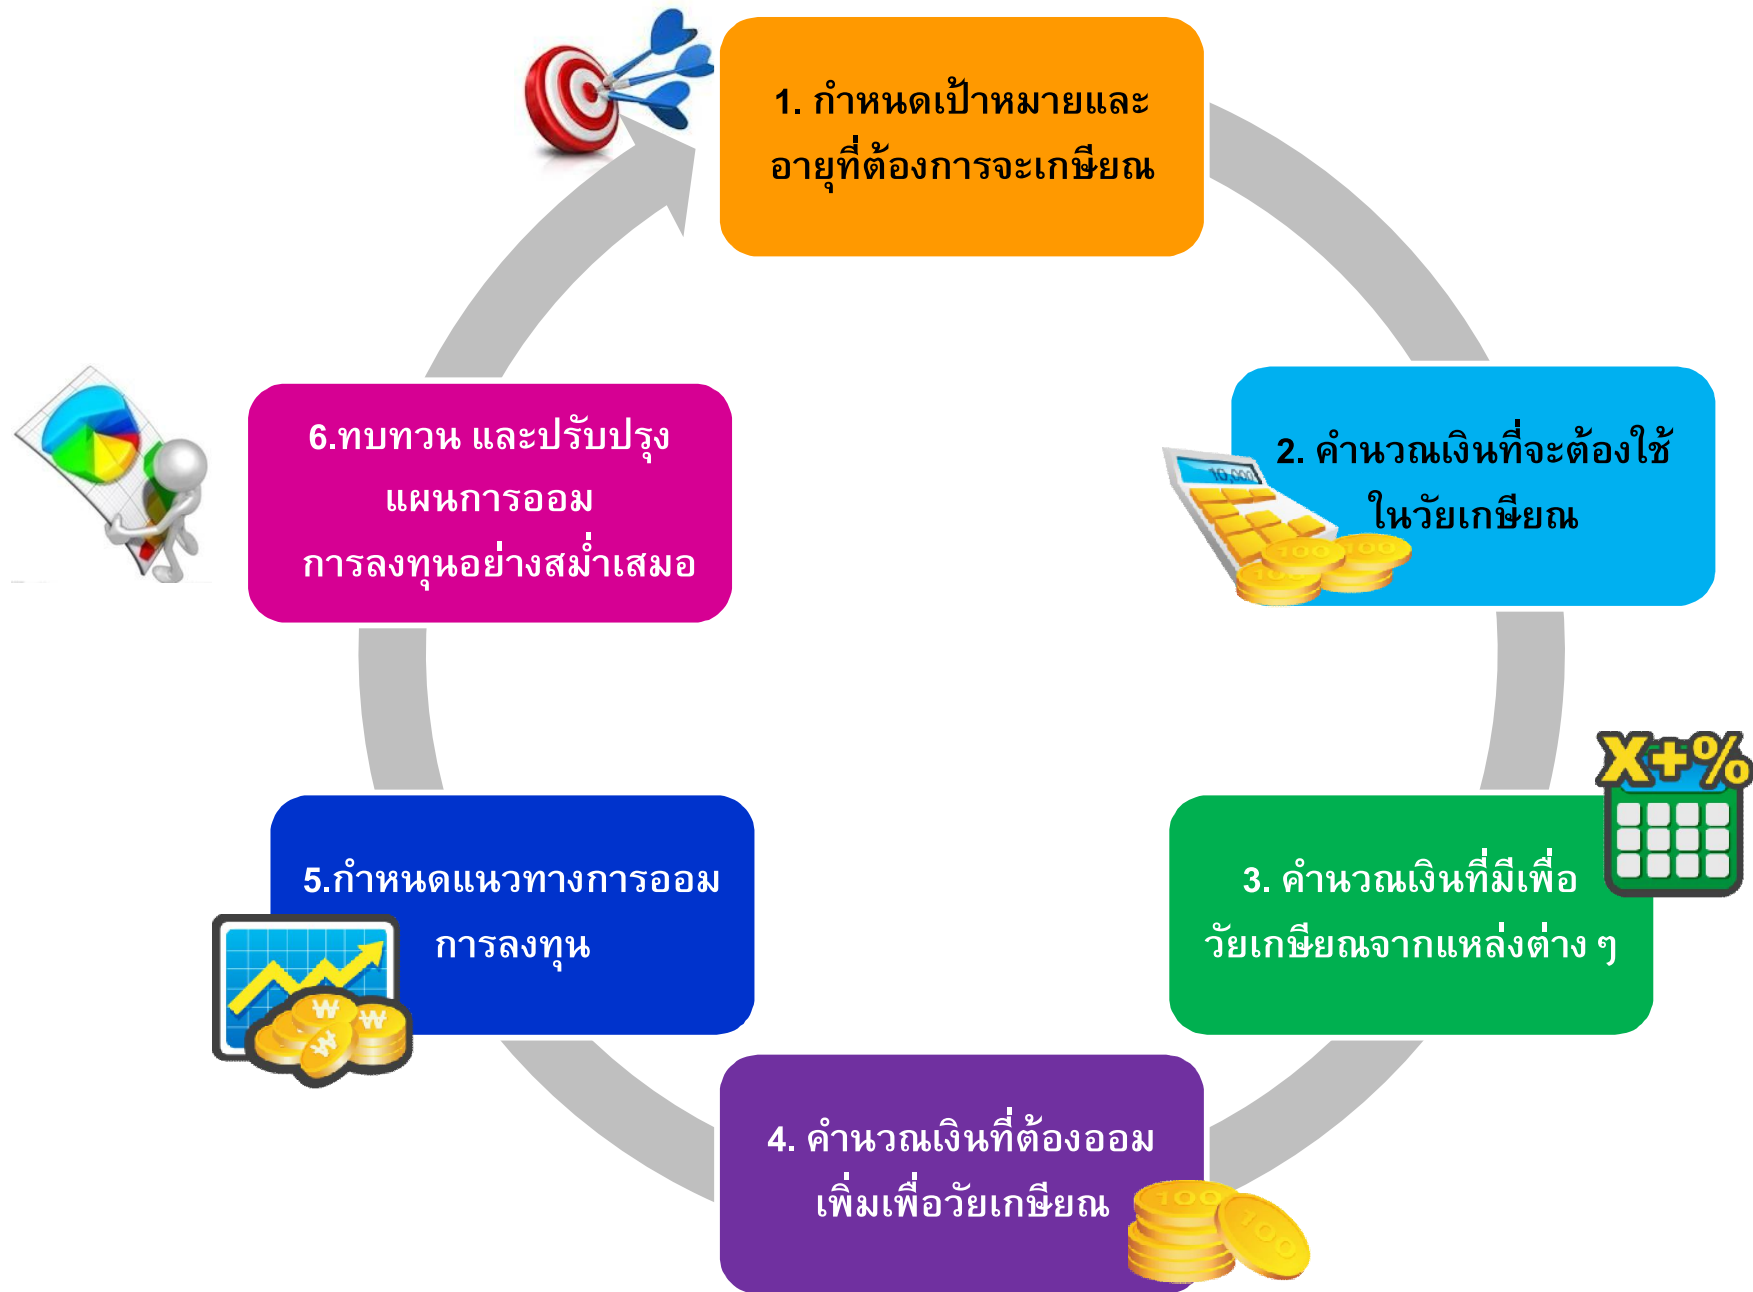 1. กำหนดเป้าหมายและ
อายุที่ต้องการจะเกษียณ
2. คำนวณเงินที่จะต้องใช้
ในวัยเกษียณ
10,000
100
100
100
X+%
3. คำนวณเงินที่มีเพื่อ
วัยเกษียณจากแหล่งต่าง ๆ
4. คำนวณเงินที่ต้องออม
เพิ่มเพื่อวัยเกษียณ
100
100
5.กำหนดแนวทางการออม
การลงทุน
₩
₩
₩
6.ทบทวน และปรับปรุง
แผนการออม
การลงทุนอย่างสม่ำเสมอ